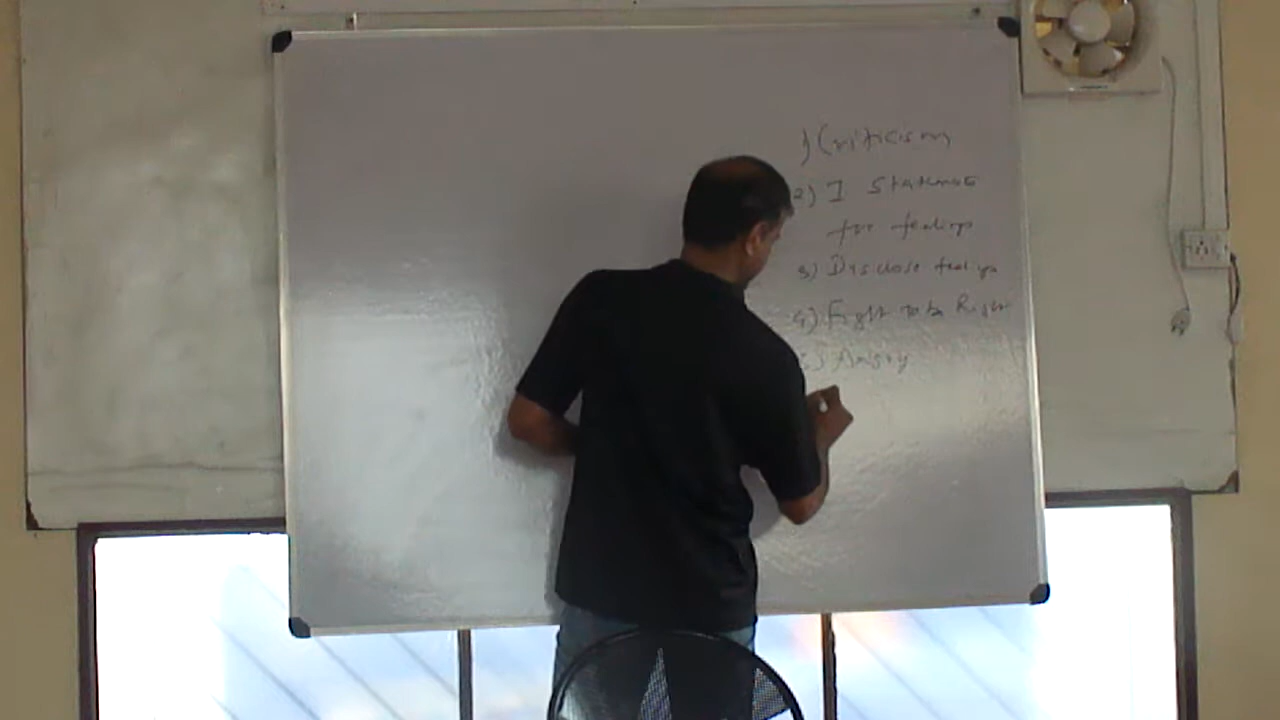 1) Criticism
2) I Statements
for feelings
3) Disclose feelings
4) Fight to be Right
5) Angry